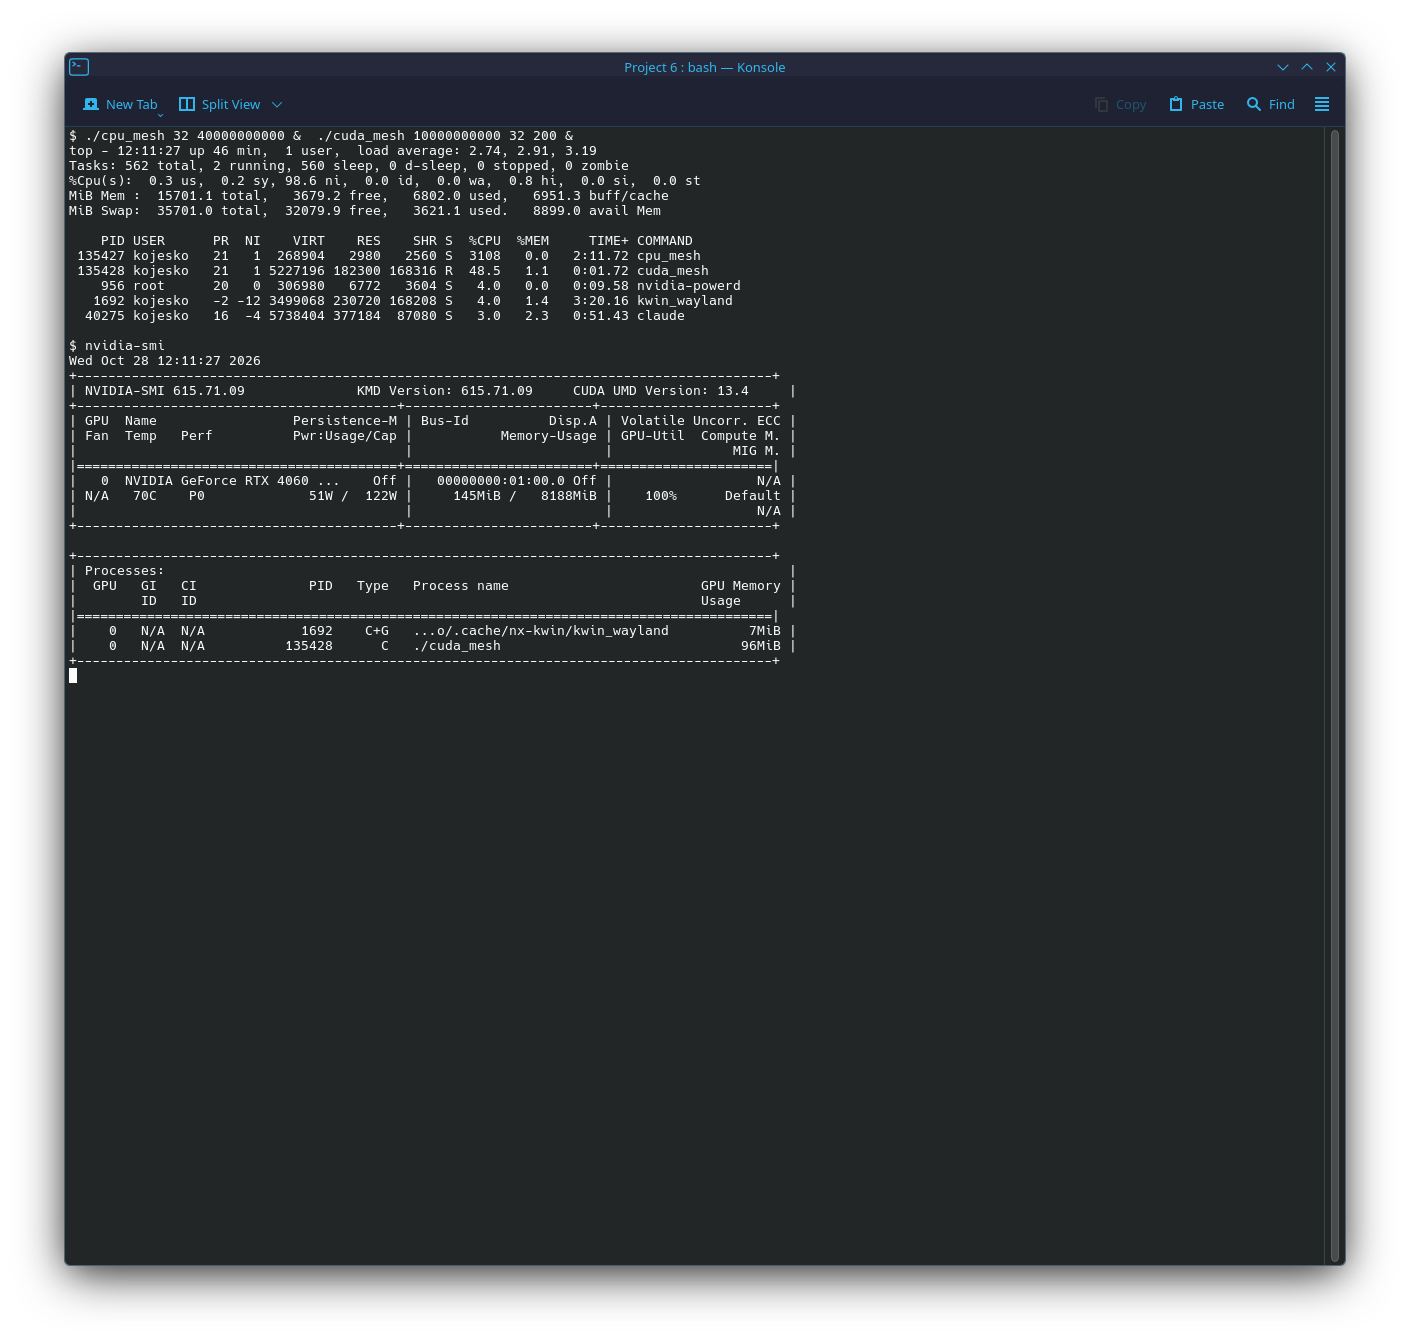 Project 6 : bash — Konsole
New Tab Split View Copy Paste Find
$ ./cpu_mesh 32 40000000000 &  ./cuda_mesh 10000000000 32 200 &
top - 12:11:27 up 46 min,  1 user,  load average: 2.74, 2.91, 3.19
Tasks: 562 total, 2 running, 560 sleep, 0 d-sleep, 0 stopped, 0 zombie
%Cpu(s):  0.3 us,  0.2 sy, 98.6 ni,  0.0 id,  0.0 wa,  0.8 hi,  0.0 si,  0.0 st
MiB Mem :  15701.1 total,   3679.2 free,   6802.0 used,   6951.3 buff/cache
MiB Swap:  35701.0 total,  32079.9 free,   3621.1 used.   8899.0 avail Mem

    PID USER      PR  NI    VIRT    RES    SHR S  %CPU  %MEM     TIME+ COMMAND
 135427 kojesko   21   1  268904   2980   2560 S  3108   0.0   2:11.72 cpu_mesh
 135428 kojesko   21   1 5227196 182300 168316 R  48.5   1.1   0:01.72 cuda_mesh
    956 root      20   0  306980   6772   3604 S   4.0   0.0   0:09.58 nvidia-powerd
   1692 kojesko   -2 -12 3499068 230720 168208 S   4.0   1.4   3:20.16 kwin_wayland
  40275 kojesko   16  -4 5738404 377184  87080 S   3.0   2.3   0:51.43 claude

$ nvidia-smi
Wed Oct 28 12:11:27 2026
+---------------------------------------------------------------------------------------+
| NVIDIA-SMI 615.71.09              KMD Version: 615.71.09     CUDA UMD Version: 13.4     |
+----------------------------------------+------------------------+----------------------+
| GPU  Name                 Persistence-M | Bus-Id          Disp.A | Volatile Uncorr. ECC |
| Fan  Temp   Perf          Pwr:Usage/Cap |           Memory-Usage | GPU-Util  Compute M. |
|                                         |                        |               MIG M. |
|========================================+========================+======================|
|   0  NVIDIA GeForce RTX 4060 ...    Off |   00000000:01:00.0 Off |                  N/A |
| N/A   70C    P0             51W /  122W |     145MiB /   8188MiB |    100%      Default |
|                                         |                        |                  N/A |
+----------------------------------------+------------------------+----------------------+

+---------------------------------------------------------------------------------------+
| Processes:                                                                              |
|  GPU   GI   CI              PID   Type   Process name                        GPU Memory |
|        ID   ID                                                               Usage      |
|=======================================================================================|
|    0   N/A  N/A            1692    C+G   ...o/.cache/nx-kwin/kwin_wayland          7MiB |
|    0   N/A  N/A          135428      C   ./cuda_mesh                              96MiB |
+---------------------------------------------------------------------------------------+